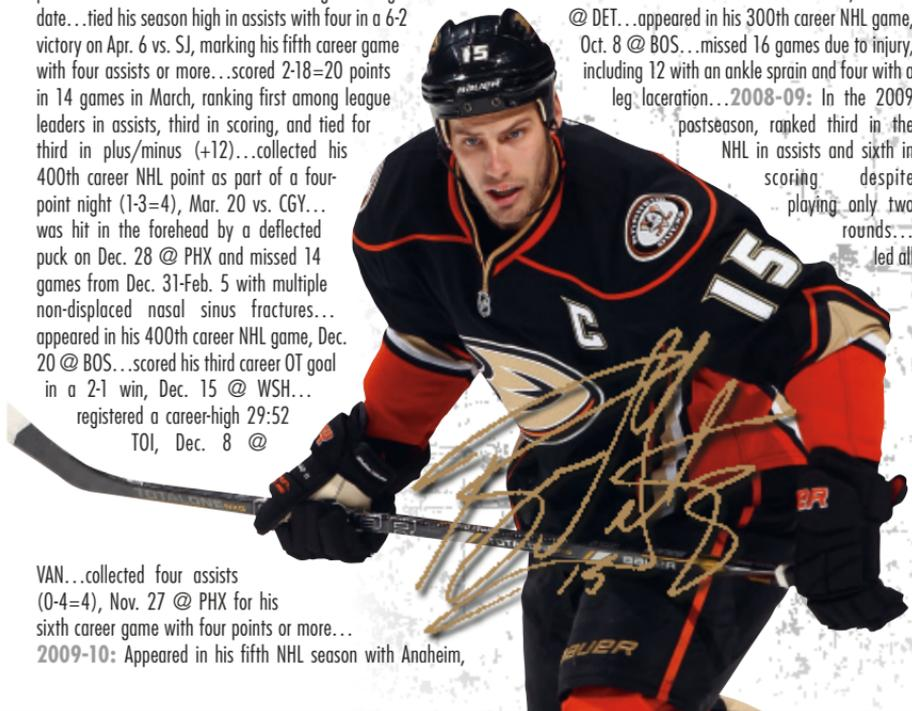 date…tied his season high in assists with four in a 6-2
victory on Apr. 6 vs. SJ, marking his fifth career game
with four assists or more…scored 2-18=20 points
in 14 games in March, ranking first among league
leaders in assists, third in scoring, and tied for
third in plus/minus (+12)…collected his
400th career NHL point as part of a four-
point night (1-3=4), Mar. 20 vs. CGY…
was hit in the forehead by a deflected
puck on Dec. 28 @ PHX and missed 14
games from Dec. 31-Feb. 5 with multiple
non-displaced nasal sinus fractures…
appeared in his 400th career NHL game, Dec.
20 @ BOS…scored his third career OT goal
in a 2-1 win, Dec. 15 @ WSH…
registered a career-high 29:52
TOI, Dec. 8 @
VAN…collected four assists
(0-4=4), Nov. 27 @ PHX for his
sixth career game with four points or more…
2009-10: Appeared in his fifth NHL season with Anaheim,
@ DET…appeared in his 300th career NHL game,
Oct. 8 @ BOS…missed 16 games due to injury,
including 12 with an ankle sprain and four with a
leg laceration…2008-09: In the 2009
postseason, ranked third in the
NHL in assists and sixth in
scoring despite
playing only two
rounds…
led all
15
15
C
TOTALONE NXG
BAUER
15
BAUER